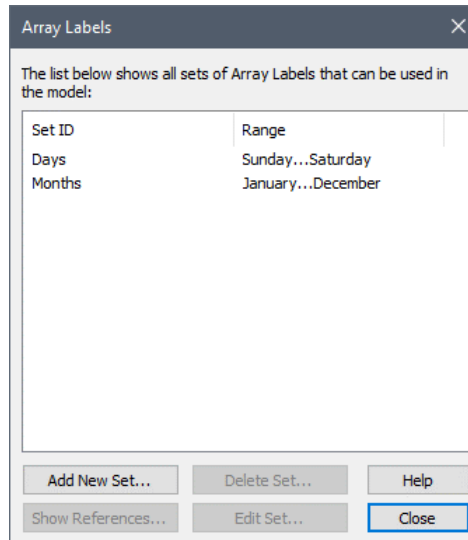 Array Labels
The list below shows all sets of Array Labels that can be used in
the model:
Set ID Range
Days Sunday...Saturday
Months January...December
Add New Set... Delete Set... Help
Show References... Edit Set... Close